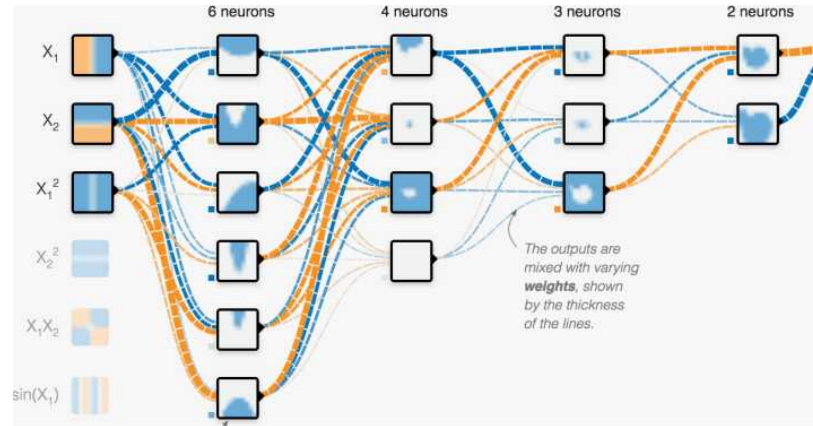 6 neurons
4 neurons
3 neurons
2 neurons
X₁
X₂
X₁²
X₂²
X₁X₂
sin(X₁)
The outputs are
mixed with varying
weights, shown
by the thickness
of the lines.